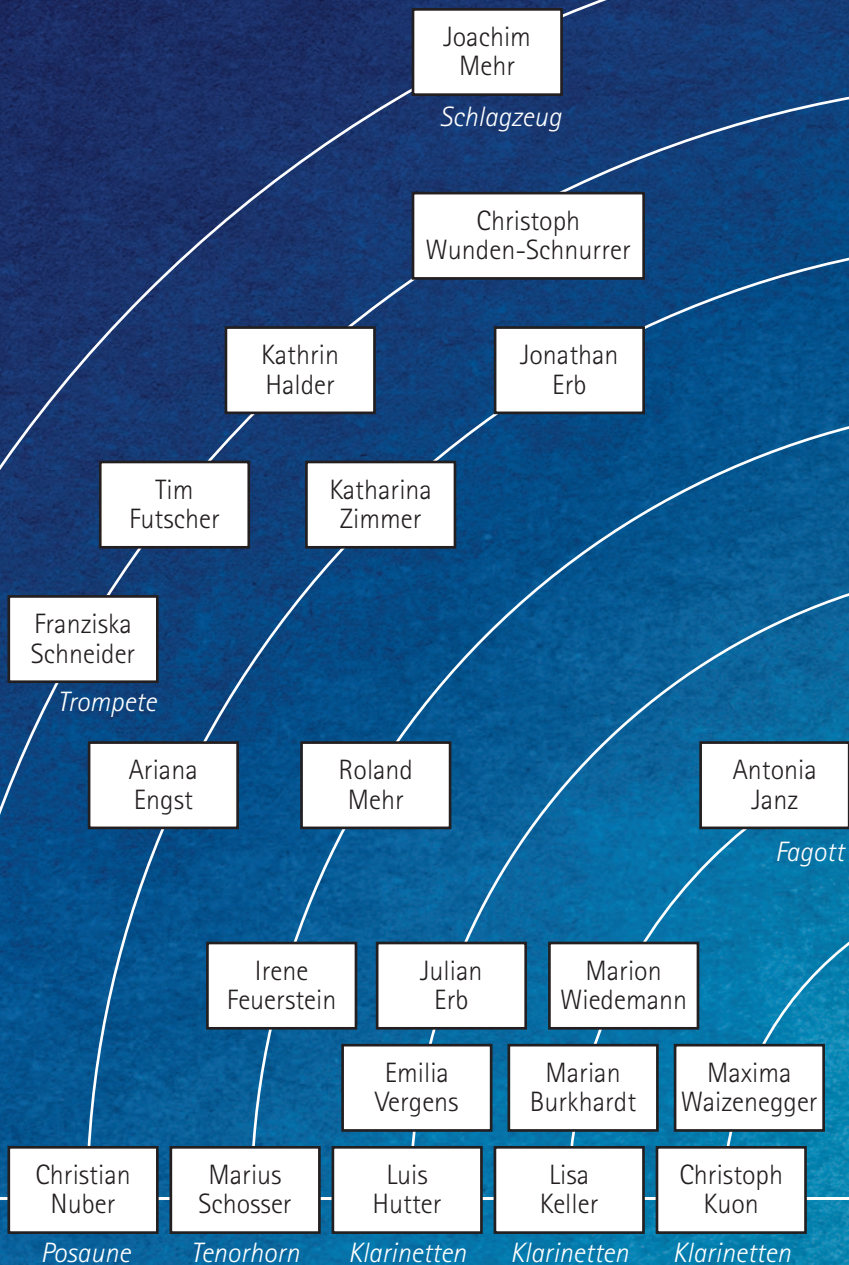 Joachim
Mehr
Schlagzeug
Christoph
Wunden-Schnurrer
Kathrin
Halder
Jonathan
Erb
Tim
Futscher
Katharina
Zimmer
Franziska
Schneider
Trompete
Ariana
Engst
Roland
Mehr
Antonia
Janz
Fagott
Irene
Feuerstein
Julian
Erb
Marion
Wiedemann
Emilia
Vergens
Marian
Burkhardt
Maxima
Waizenegger
Christian
Nuber
Posaune
Marius
Schosser
Tenorhorn
Luis
Hutter
Klarinetten
Lisa
Keller
Klarinetten
Christoph
Kuon
Klarinetten